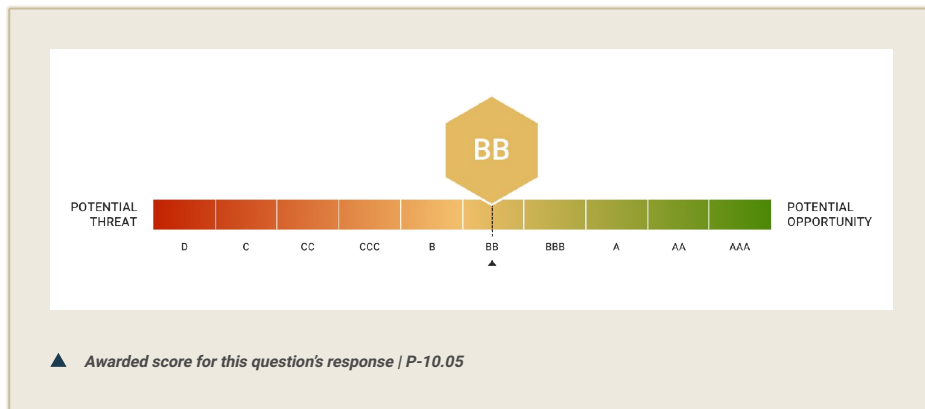 BB
POTENTIAL
THREAT
POTENTIAL
OPPORTUNITY
D C CC CCC B BB BBB A AA AAA
Awarded score for this question's response | P-10.05